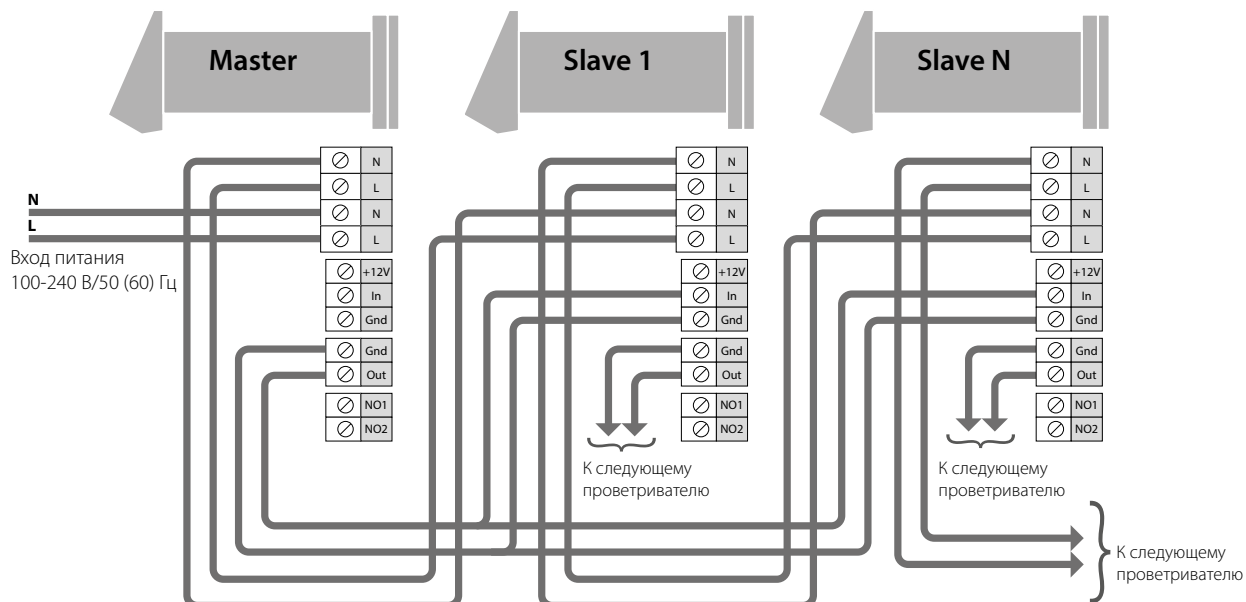 Master
Slave 1
Slave N
N
L
N
L
+12V
In
Gnd
Gnd
Out
NO1
NO2
N
L
N
L
+12V
In
Gnd
Gnd
Out
NO1
NO2
N
L
N
L
+12V
In
Gnd
Gnd
Out
NO1
NO2
N
L
Вход питания
100-240 В/50 (60) Гц
К следующему
проветривателю
К следующему
проветривателю
К следующему
проветривателю